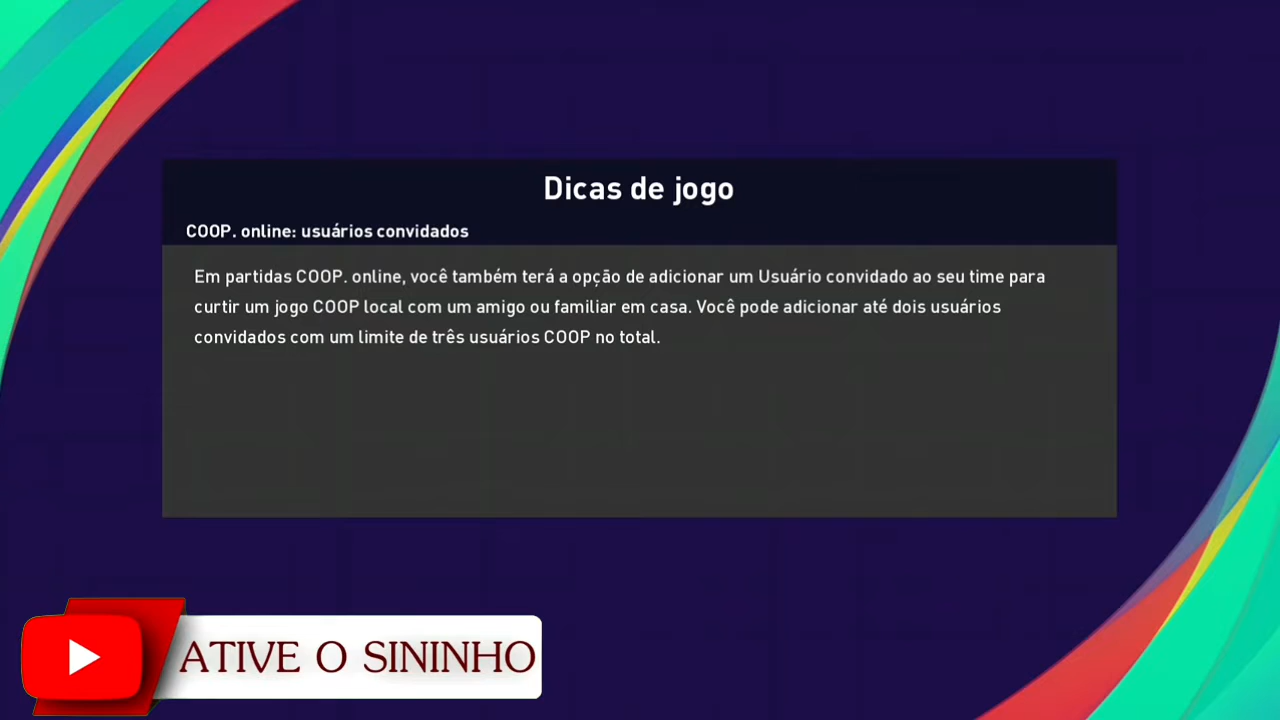 Dicas de jogo
COOP. online: usuários convidados
Em partidas COOP. online, você também terá a opção de adicionar um Usuário convidado ao seu time para
curtir um jogo COOP local com um amigo ou familiar em casa. Você pode adicionar até dois usuários
convidados com um limite de três usuários COOP no total.
ATIVE O SININHO